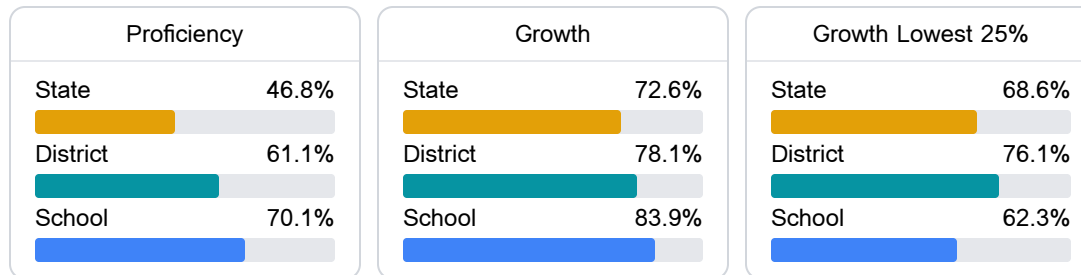 Proficiency
State 46.8%
District 61.1%
School 70.1%
Growth
State 72.6%
District 78.1%
School 83.9%
Growth Lowest 25%
State 68.6%
District 76.1%
School 62.3%